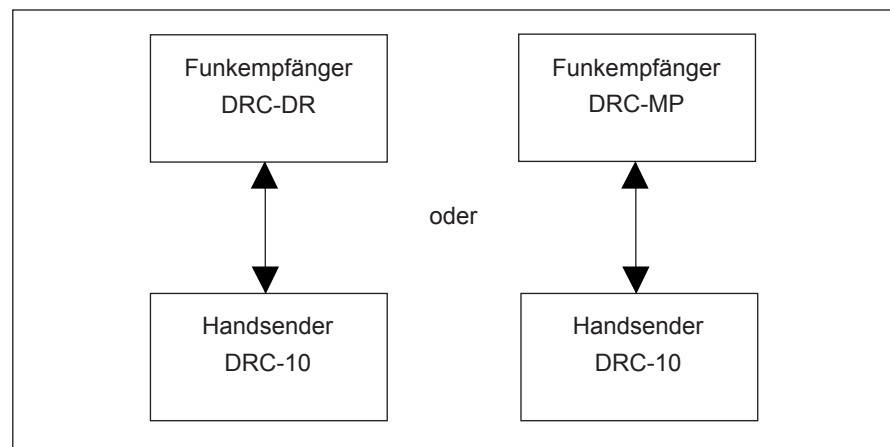 Funkempfänger
DRC-DR
Funkempfänger
DRC-MP
oder
Handsender
DRC-10
Handsender
DRC-10